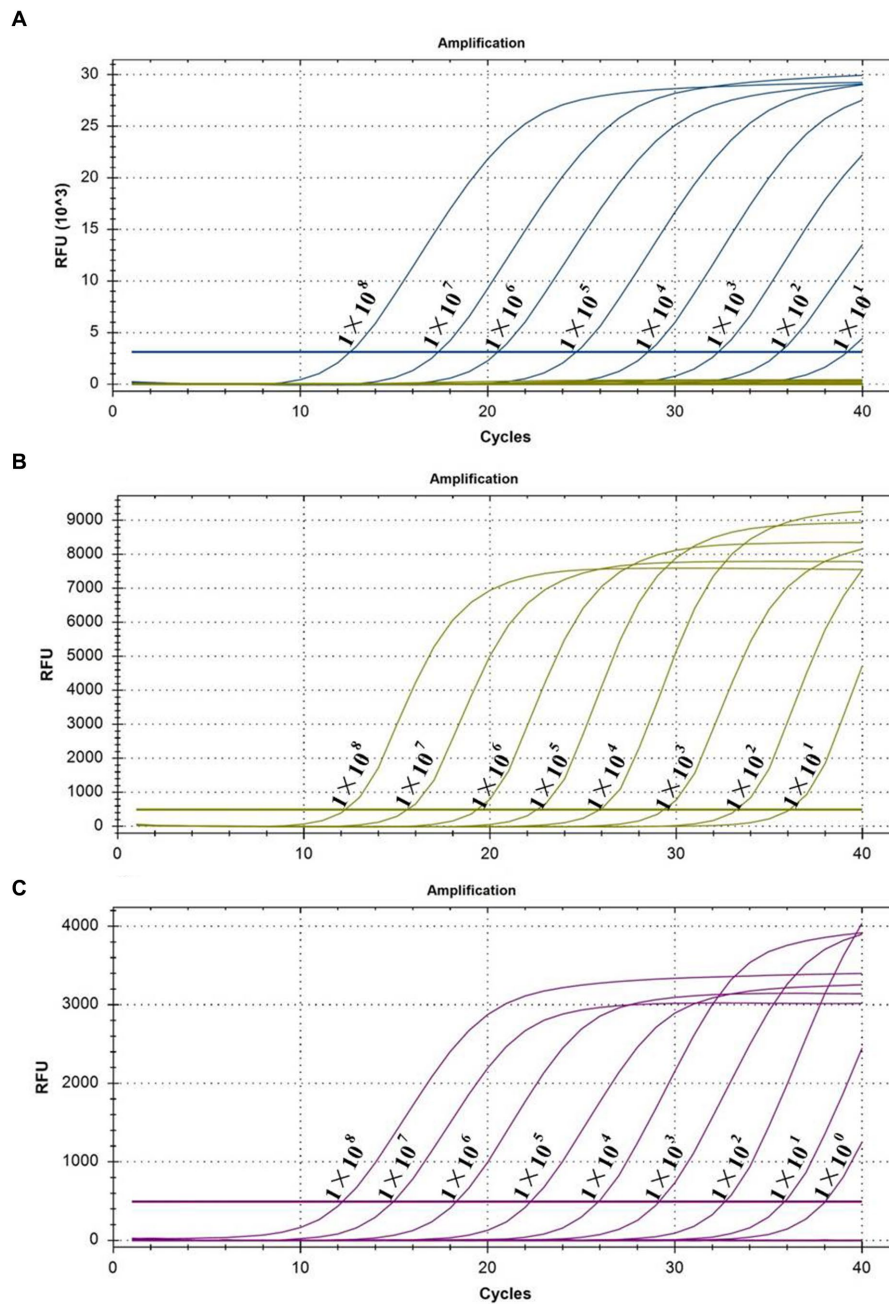 A
Amplification
30
25
20
15
10
5
0
RFU (10^3)
1×10⁸ 1×10⁷ 1×10⁶ 1×10⁵ 1×10⁴ 1×10³ 1×10² 1×10¹
0 10 20 30 40
Cycles
B
Amplification
9000
8000
7000
6000
5000
4000
3000
2000
1000
0
RFU
1×10⁸ 1×10⁷ 1×10⁶ 1×10⁵ 1×10⁴ 1×10³ 1×10² 1×10¹
0 10 20 30 40
C
Amplification
4000
3000
2000
1000
0
RFU
1×10⁸ 1×10⁷ 1×10⁶ 1×10⁵ 1×10⁴ 1×10³ 1×10² 1×10¹ 1×10⁰
0 10 20 30 40
Cycles